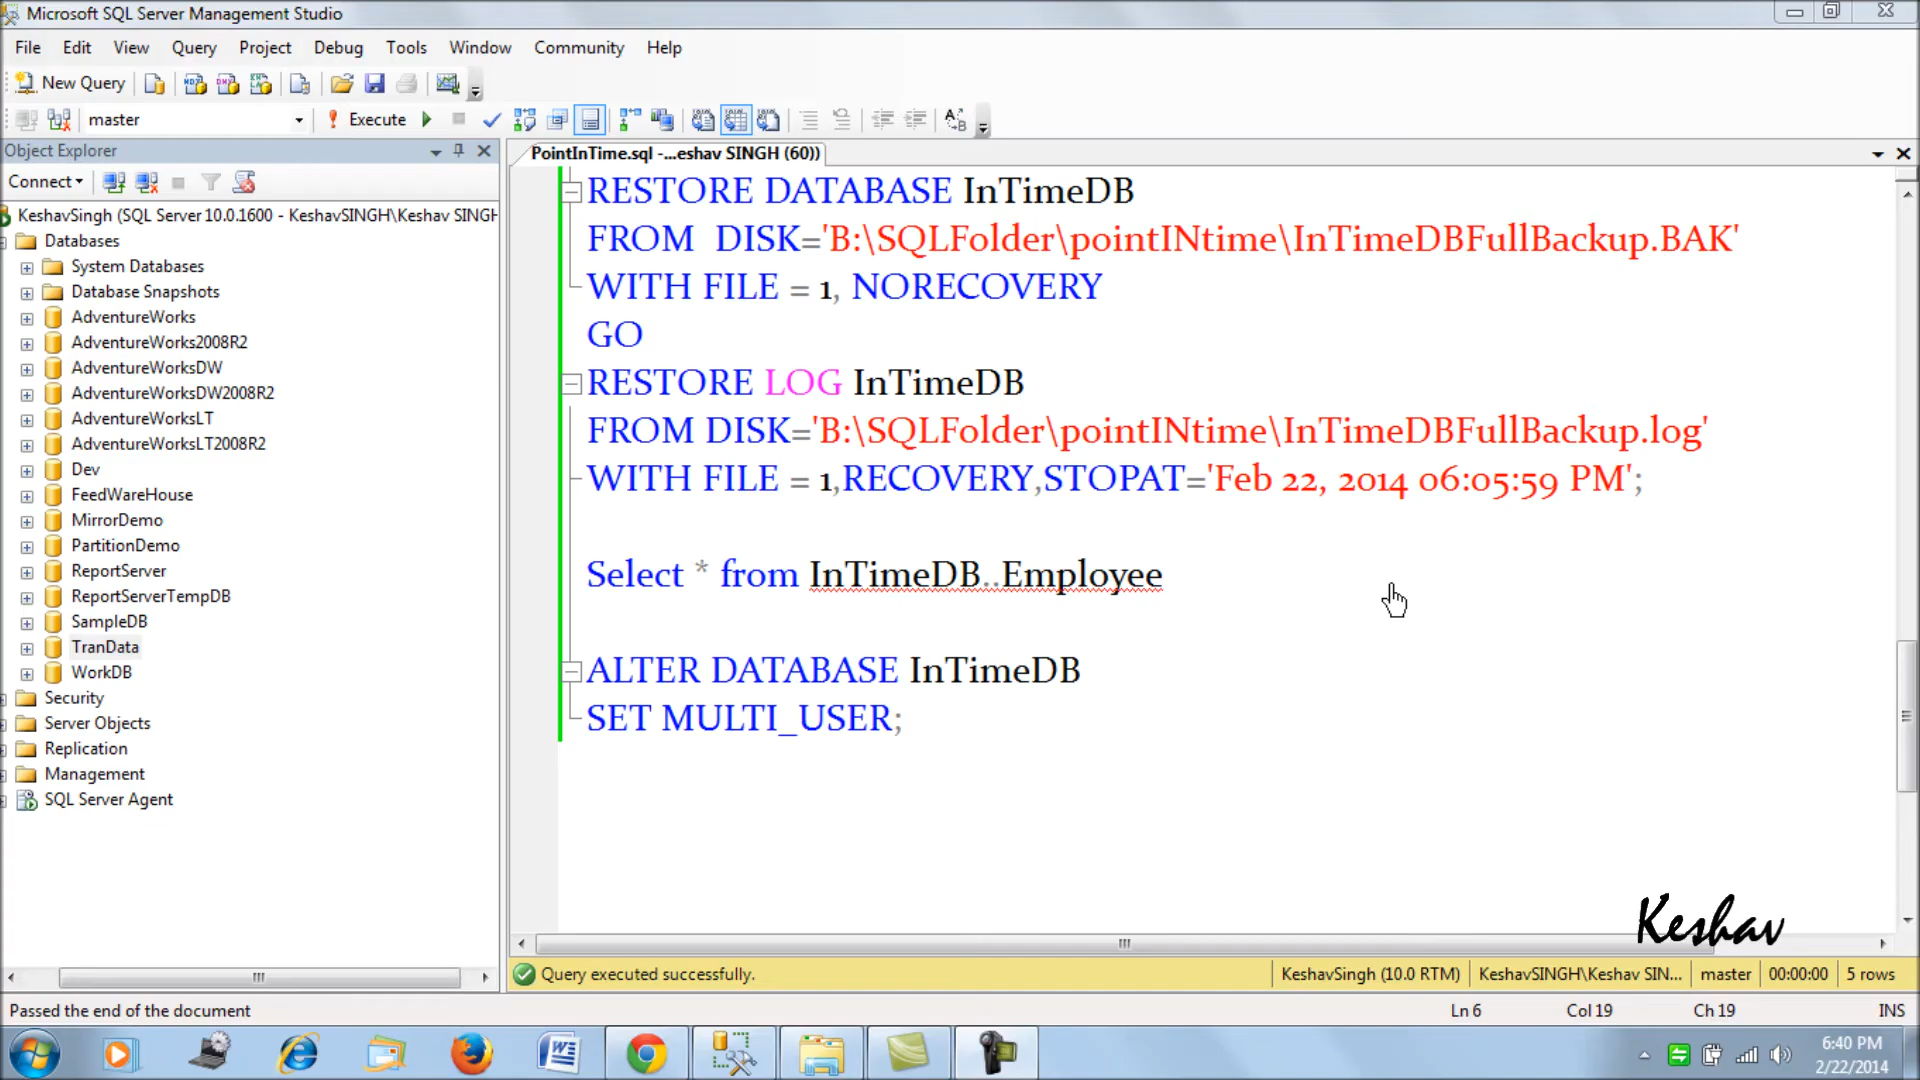 Microsoft SQL Server Management Studio
File Edit View Query Project Debug Tools Window Community Help
New Query
master
Execute
Object Explorer
Connect
KeshavSingh (SQL Server 10.0.1600 - KeshavSINGH\Keshav SINGH
Databases
System Databases
Database Snapshots
AdventureWorks
AdventureWorks2008R2
AdventureWorksDW
AdventureWorksDW2008R2
AdventureWorksLT
AdventureWorksLT2008R2
Dev
FeedWareHouse
MirrorDemo
PartitionDemo
ReportServer
ReportServerTempDB
SampleDB
TranData
WorkDB
Security
Server Objects
Replication
Management
SQL Server Agent
PointInTime.sql -...eshav SINGH (60))
RESTORE DATABASE InTimeDB
FROM DISK='B:\SQLFolder\pointINtime\InTimeDBFullBackup.BAK'
WITH FILE = 1, NORECOVERY
GO
RESTORE LOG InTimeDB
FROM DISK='B:\SQLFolder\pointINtime\InTimeDBFullBackup.log'
WITH FILE = 1,RECOVERY,STOPAT='Feb 22, 2014 06:05:59 PM';
Select * from InTimeDB..Employee
ALTER DATABASE InTimeDB
SET MULTI_USER;
Keshav
Query executed successfully. KeshavSingh (10.0 RTM) KeshavSINGH\Keshav SIN... master 00:00:00 5 rows
Passed the end of the document Ln 6 Col 19 Ch 19 INS
6:40 PM
2/22/2014